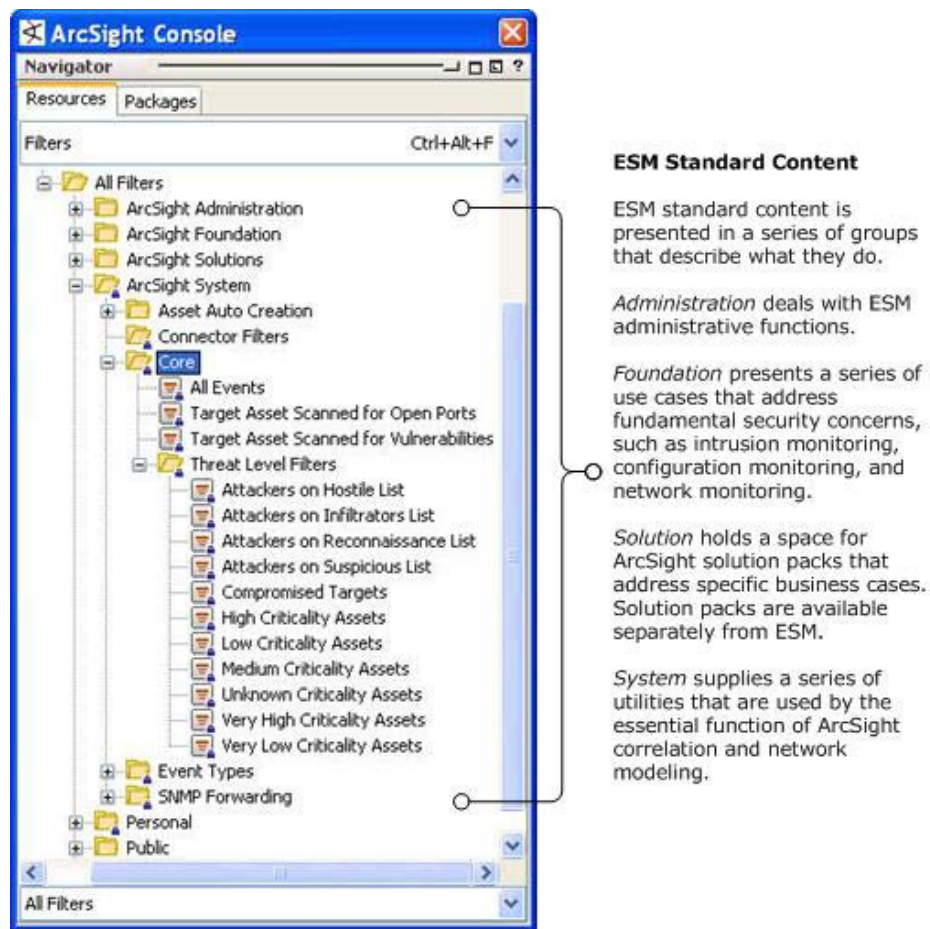 ArcSight Console
Navigator
?
Resources
Packages
Filters
Ctrl+Alt+F
All Filters
ArcSight Administration
ArcSight Foundation
ArcSight Solutions
ArcSight System
Asset Auto Creation
Connector Filters
Core
All Events
Target Asset Scanned for Open Ports
Target Asset Scanned for Vulnerabilities
Threat Level Filters
Attackers on Hostile List
Attackers on Infiltrators List
Attackers on Reconnaissance List
Attackers on Suspicious List
Compromised Targets
High Criticality Assets
Low Criticality Assets
Medium Criticality Assets
Unknown Criticality Assets
Very High Criticality Assets
Very Low Criticality Assets
Event Types
SNMP Forwarding
Personal
Public
All Filters
ESM Standard Content
ESM standard content is
presented in a series of groups
that describe what they do.
Administration deals with ESM
administrative functions.
Foundation presents a series of
use cases that address
fundamental security concerns,
such as intrusion monitoring,
configuration monitoring, and
network monitoring.
Solution holds a space for
ArcSight solution packs that
address specific business cases.
Solution packs are available
separately from ESM.
System supplies a series of
utilities that are used by the
essential function of ArcSight
correlation and network
modeling.